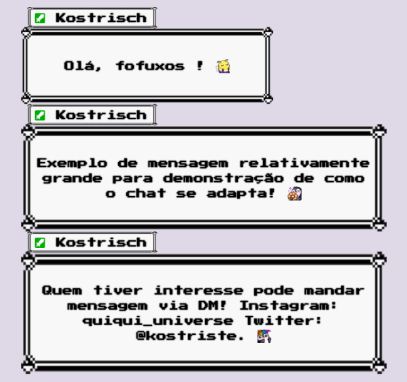 Kostrisch
Olá, fofuxos !
Kostrisch
Exemplo de mensagem relativamente
grande para demonstração de como
o chat se adapta!
Kostrisch
Quem tiver interesse pode mandar
mensagem via DM! Instagram:
quiqui_universe Twitter:
@kostriste.